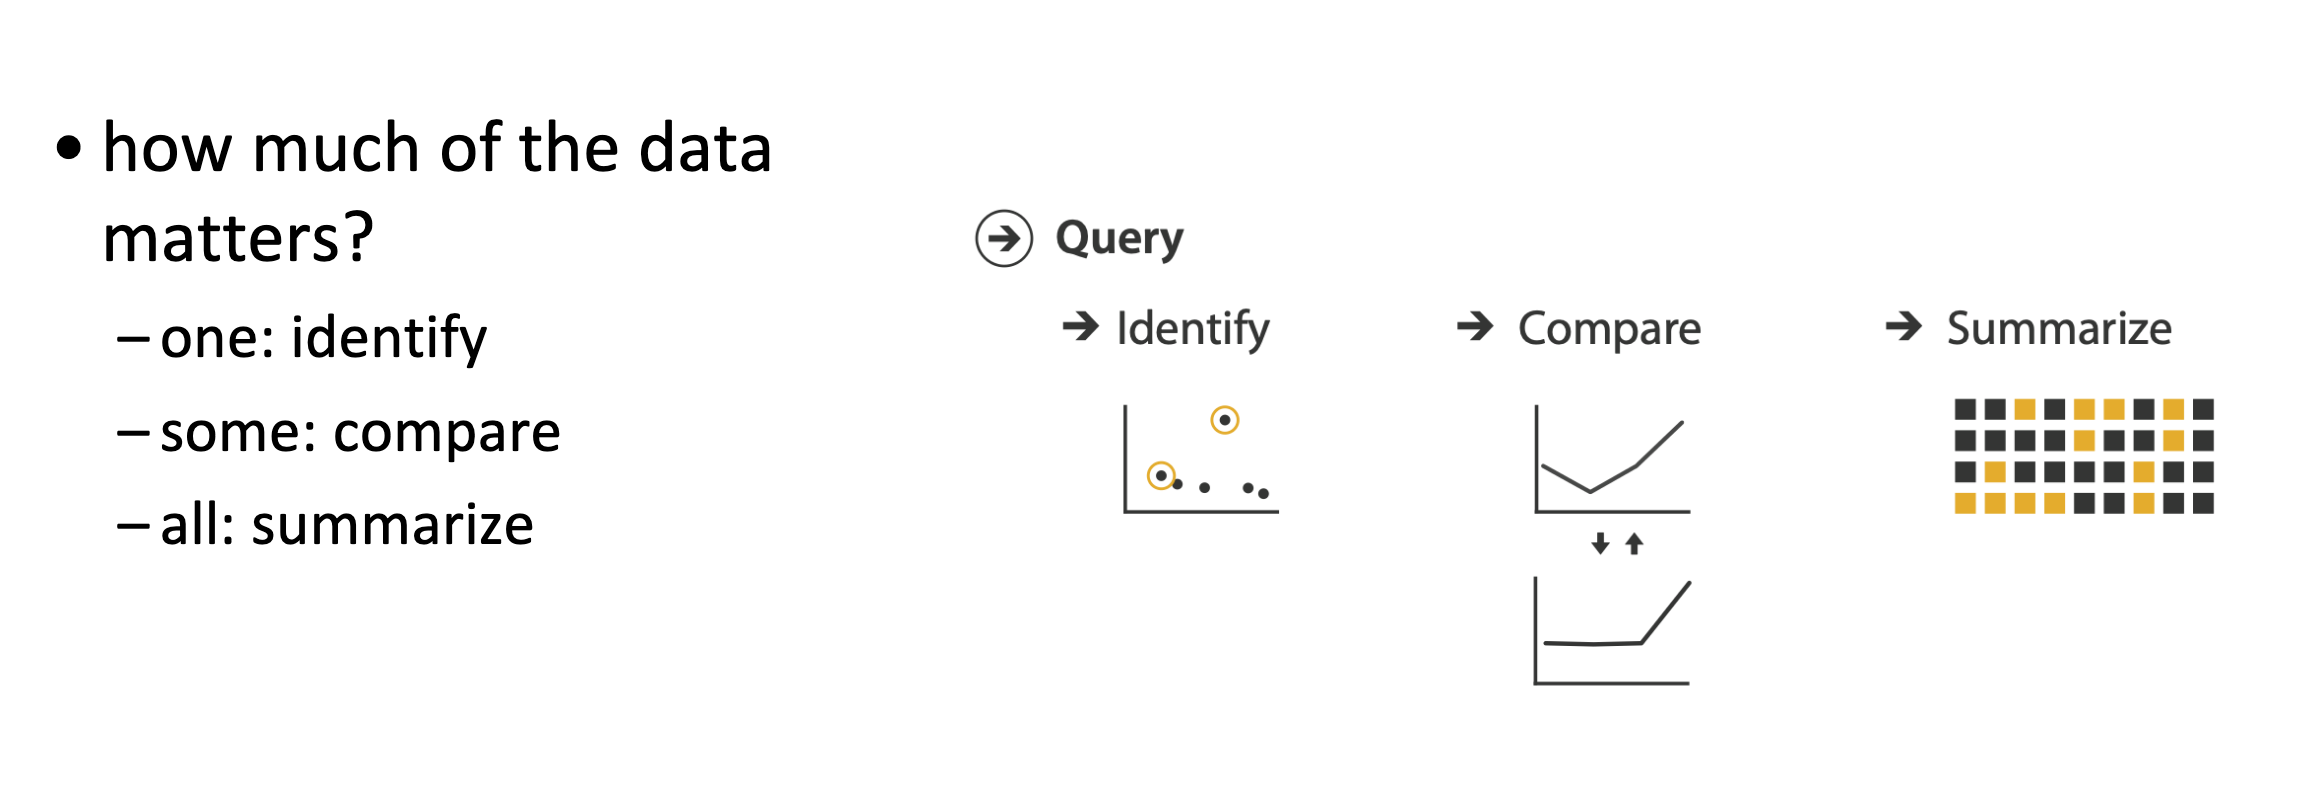 • how much of the data
matters?
– one: identify
– some: compare
– all: summarize
Query
Identify
Compare
Summarize